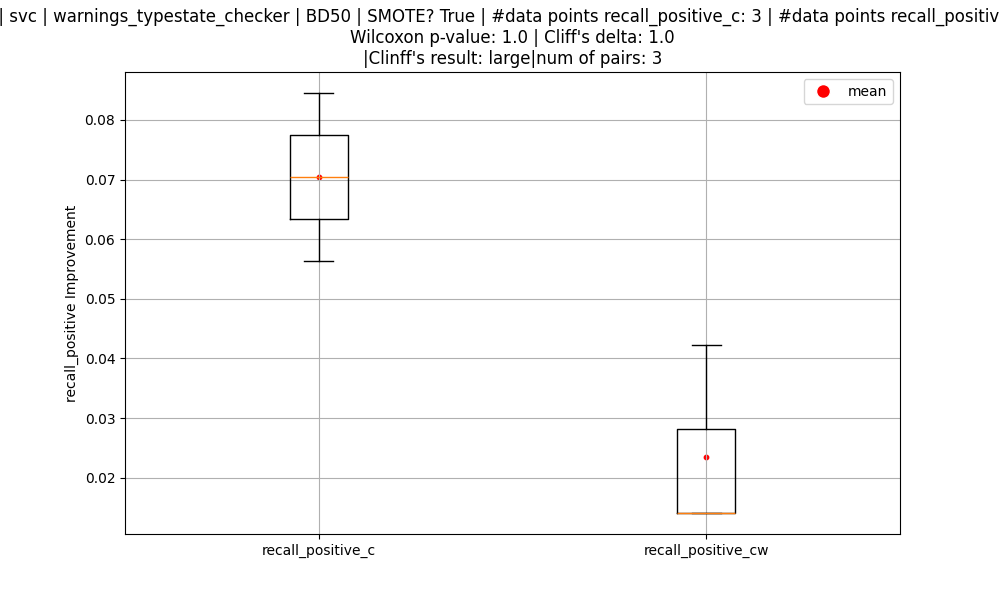 | svc | warnings_typestate_checker | BD50 | SMOTE? True | #data points recall_positive_c: 3 | #data points recall_positiv
Wilcoxon p-value: 1.0 | Cliff's delta: 1.0
|Clinff's result: large|num of pairs: 3
mean
0.08
0.07
0.06
0.05
0.04
0.03
0.02
recall_positive Improvement
recall_positive_c
recall_positive_cw